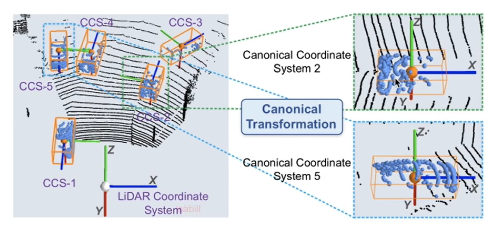 CCS-4
CCS-3
CCS-5
CCS-2
CCS-1
Z
X
Y
LiDAR Coordinate
System
Canonical
Transformation
Canonical Coordinate
System 2
Z
X
Y
Canonical Coordinate
System 5
Z
X
Y